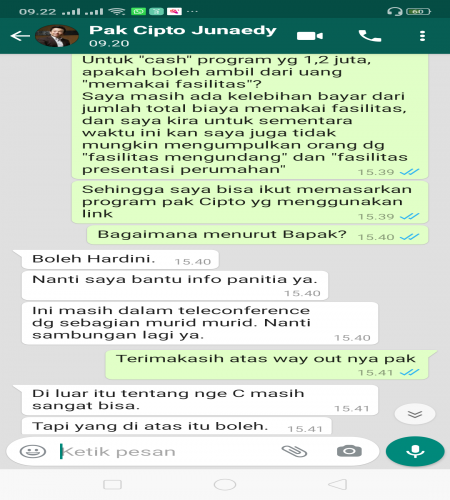 09.22
60
Pak Cipto Junaedy
09.20
Untuk "cash" program yg 1,2 juta,
apakah boleh ambil dari uang
"memakai fasilitas"?
Saya masih ada kelebihan bayar dari
jumlah total biaya memakai fasilitas,
dan saya kira untuk sementara
waktu ini kan saya juga tidak
mungkin mengumpulkan orang dg
"fasilitas mengundang" dan "fasilitas
presentasi perumahan"
15.39
Sehingga saya bisa ikut memasarkan
program pak Cipto yg menggunakan
link
15.39
Bagaimana menurut Bapak?
15.40
Boleh Hardini.
15.40
Nanti saya bantu info panitia ya.
15.40
Ini masih dalam teleconference
dg sebagian murid murid. Nanti
sambungan lagi ya.
15.40
Terimakasih atas way out nya pak
15.41
Di luar itu tentang nge C masih
sangat bisa.
15.41
Tapi yang di atas itu boleh.
15.41
Ketik pesan